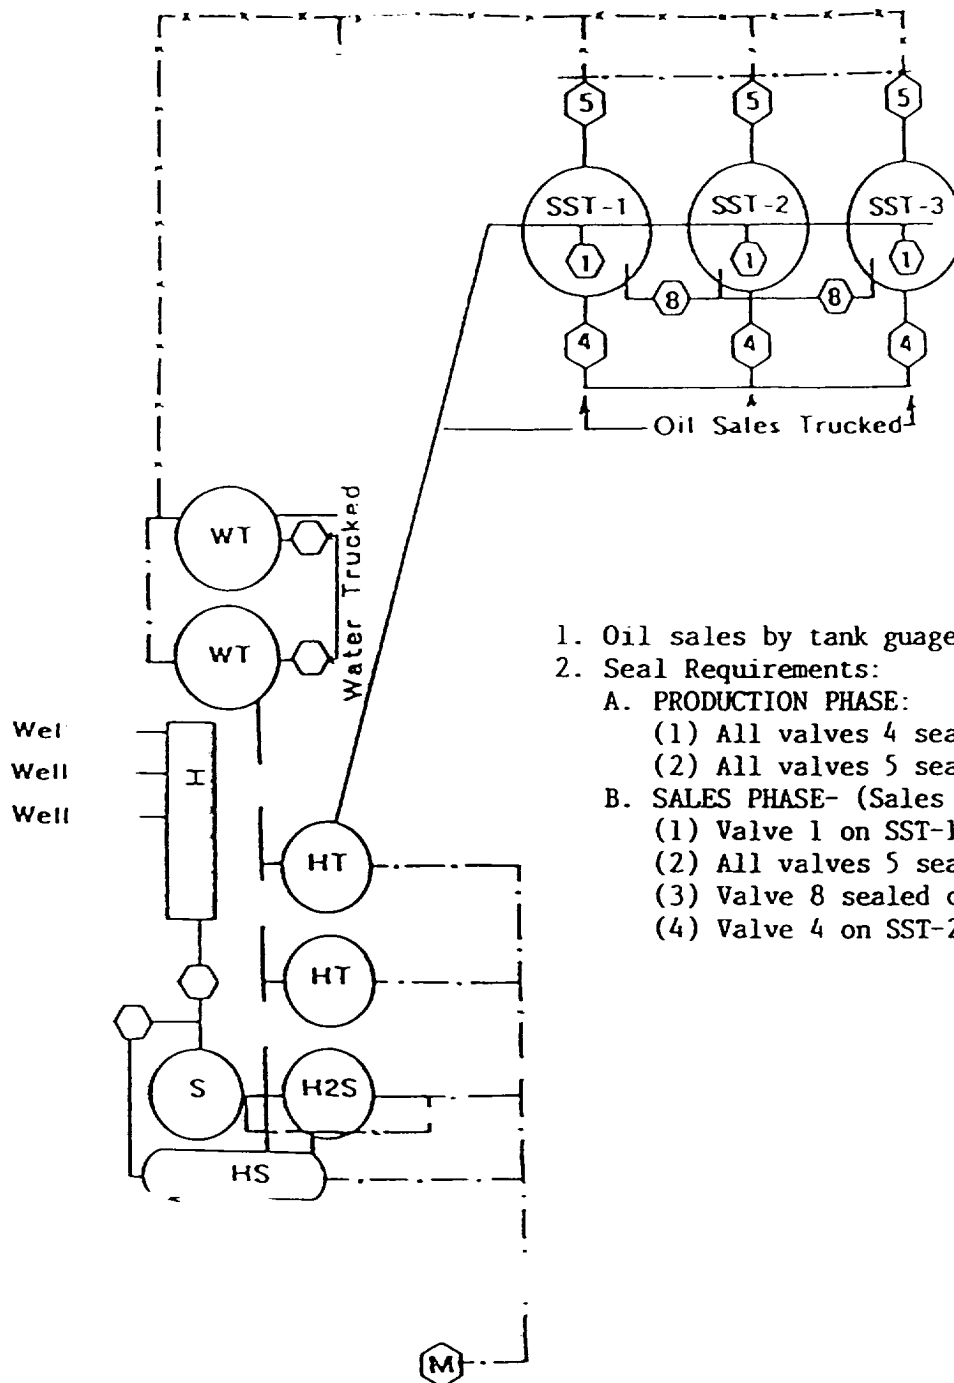 5 5 5
SST-1 SST-2 SST-3
1 1 1
8 8
4 4 4
Oil Sales Trucked
WT
Water Trucked
WT
1. Oil sales by tank guage
2. Seal Requirements:
A. PRODUCTION PHASE:
(1) All valves 4 sea
(2) All valves 5 sea
B. SALES PHASE- (Sales
(1) Valve 1 on SST-1
(2) All valves 5 sea
(3) Valve 8 sealed c
(4) Valve 4 on SST-2
Wel
Well
Well
H
HT
HT
S
H2S
HS
M